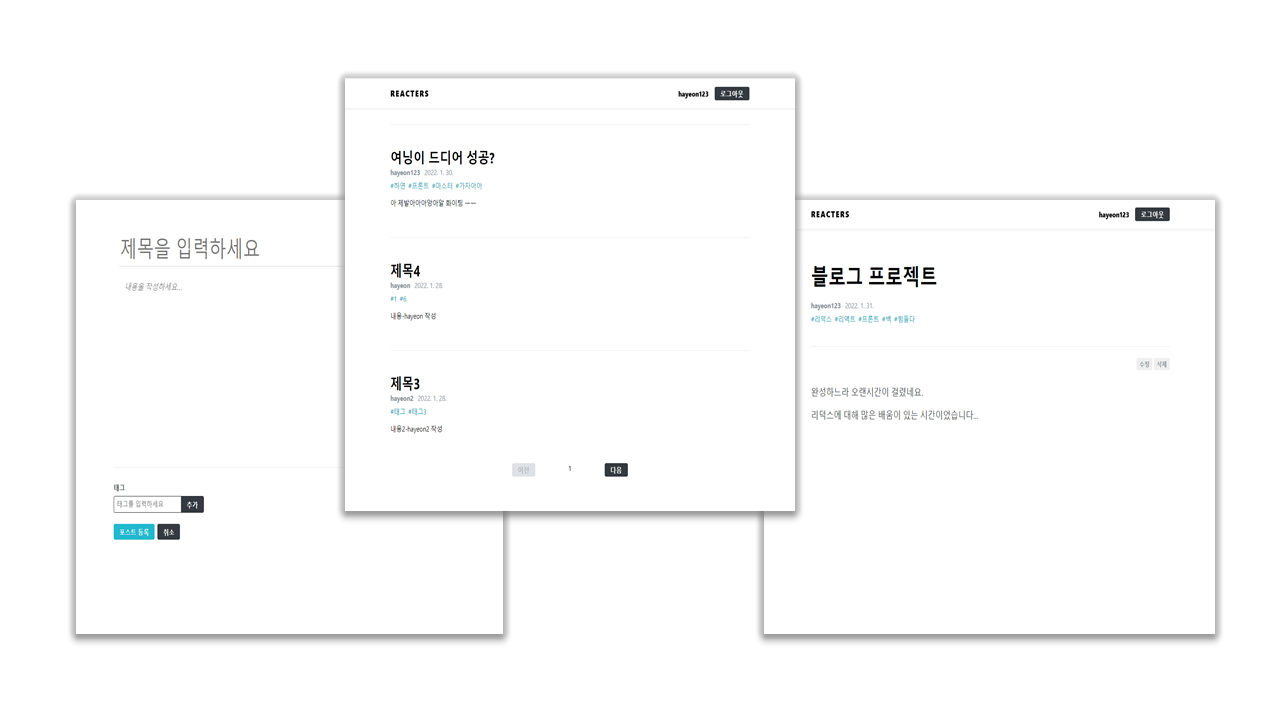 제목을 입력하세요
내용을 작성하세요...
태그
태그를 입력하세요 추가
포스트 등록 취소
REACTERS hayeon123 로그아웃
여닝이 드디어 성공?
hayeon123 · 2022. 1. 30.
#하면 #프론트 #마스터 #가지아아
아 제발아아아앙아알 화이팅 ㅡㅡ
제목4
hayeon · 2022. 1. 28.
#1 #6
내용-hayeon 작성
제목3
hayeon2 · 2022. 1. 28.
#태그 #태그3
내용2-hayeon2 작성
이전 1 다음
REACTERS hayeon123 로그아웃
블로그 프로젝트
hayeon123 · 2022. 1. 31.
#리덕스 #리액트 #프론트 #백 #힘들다
수정 삭제
완성하느라 오랜시간이 걸렸네요.
리덕스에 대해 많은 배움이 있는 시간이었습니다...